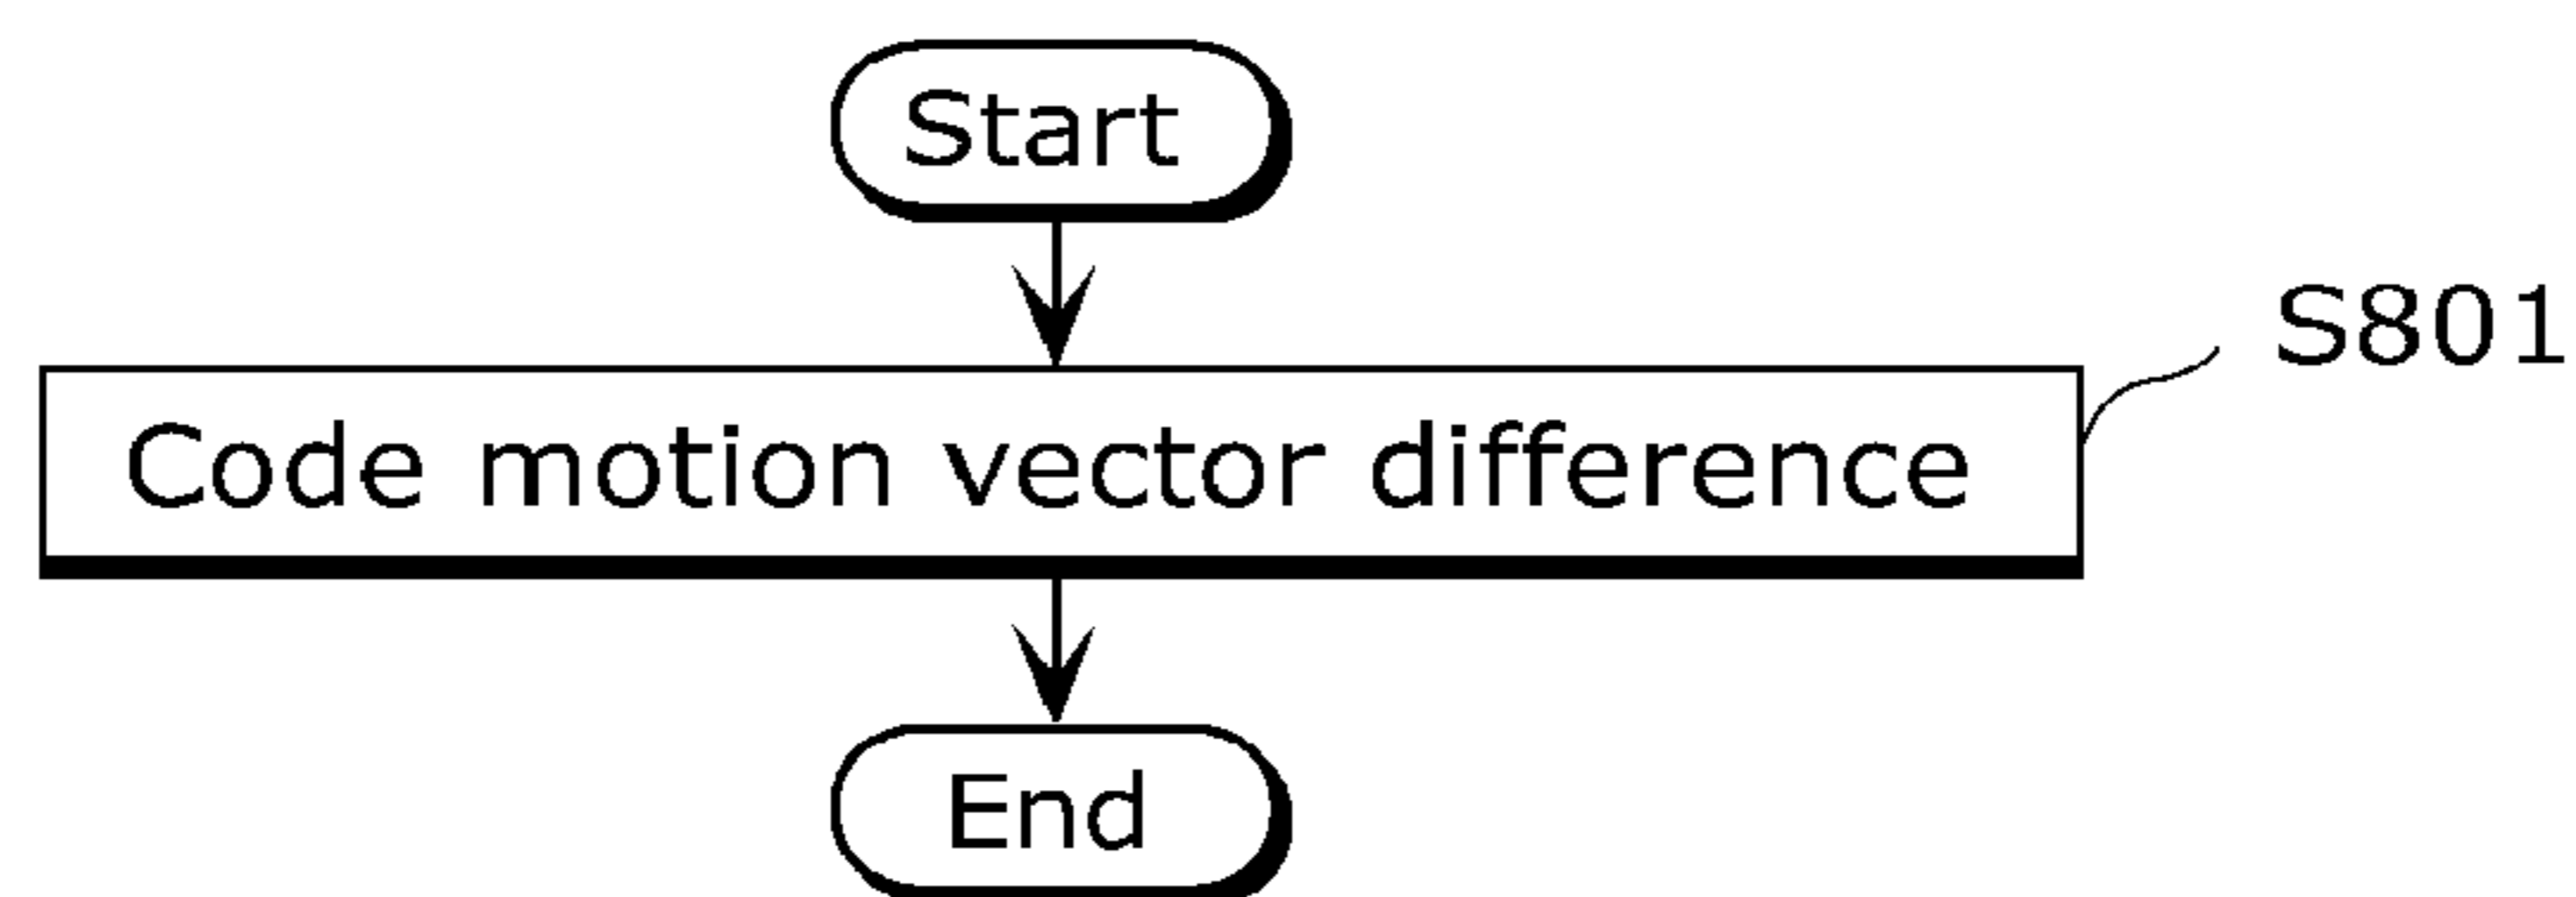 Start
S801
Code motion vector difference
End